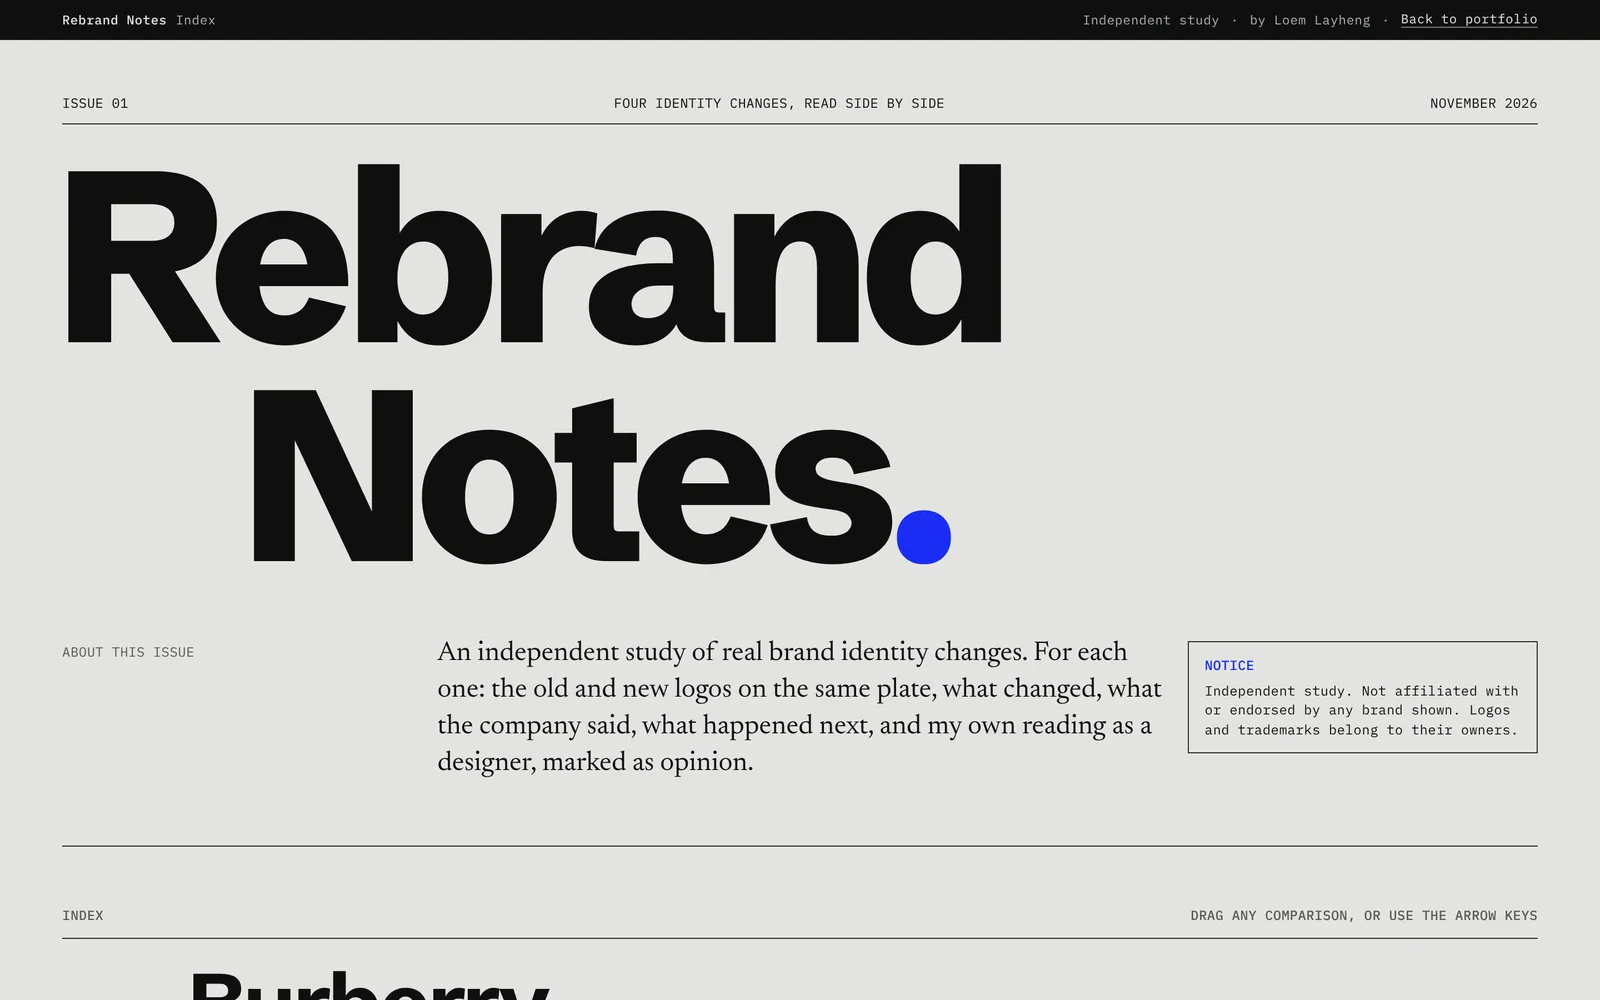 Rebrand Notes Index
Independent study · by Loem Layheng · Back to portfolio
ISSUE 01
FOUR IDENTITY CHANGES, READ SIDE BY SIDE
NOVEMBER 2026
Rebrand
Notes.
ABOUT THIS ISSUE
An independent study of real brand identity changes. For each
one: the old and new logos on the same plate, what changed, what
the company said, what happened next, and my own reading as a
designer, marked as opinion.
NOTICE
Independent study. Not affiliated with
or endorsed by any brand shown. Logos
and trademarks belong to their owners.
INDEX
DRAG ANY COMPARISON, OR USE THE ARROW KEYS
Burberry